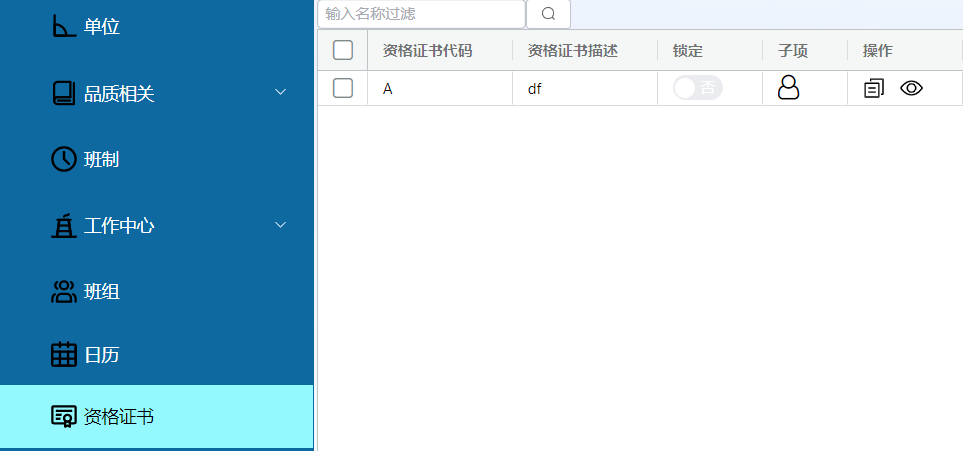 单位
品质相关
班制
工作中心
班组
日历
资格证书
输入名称过滤
资格证书代码 资格证书描述 锁定 子项 操作
A df 否